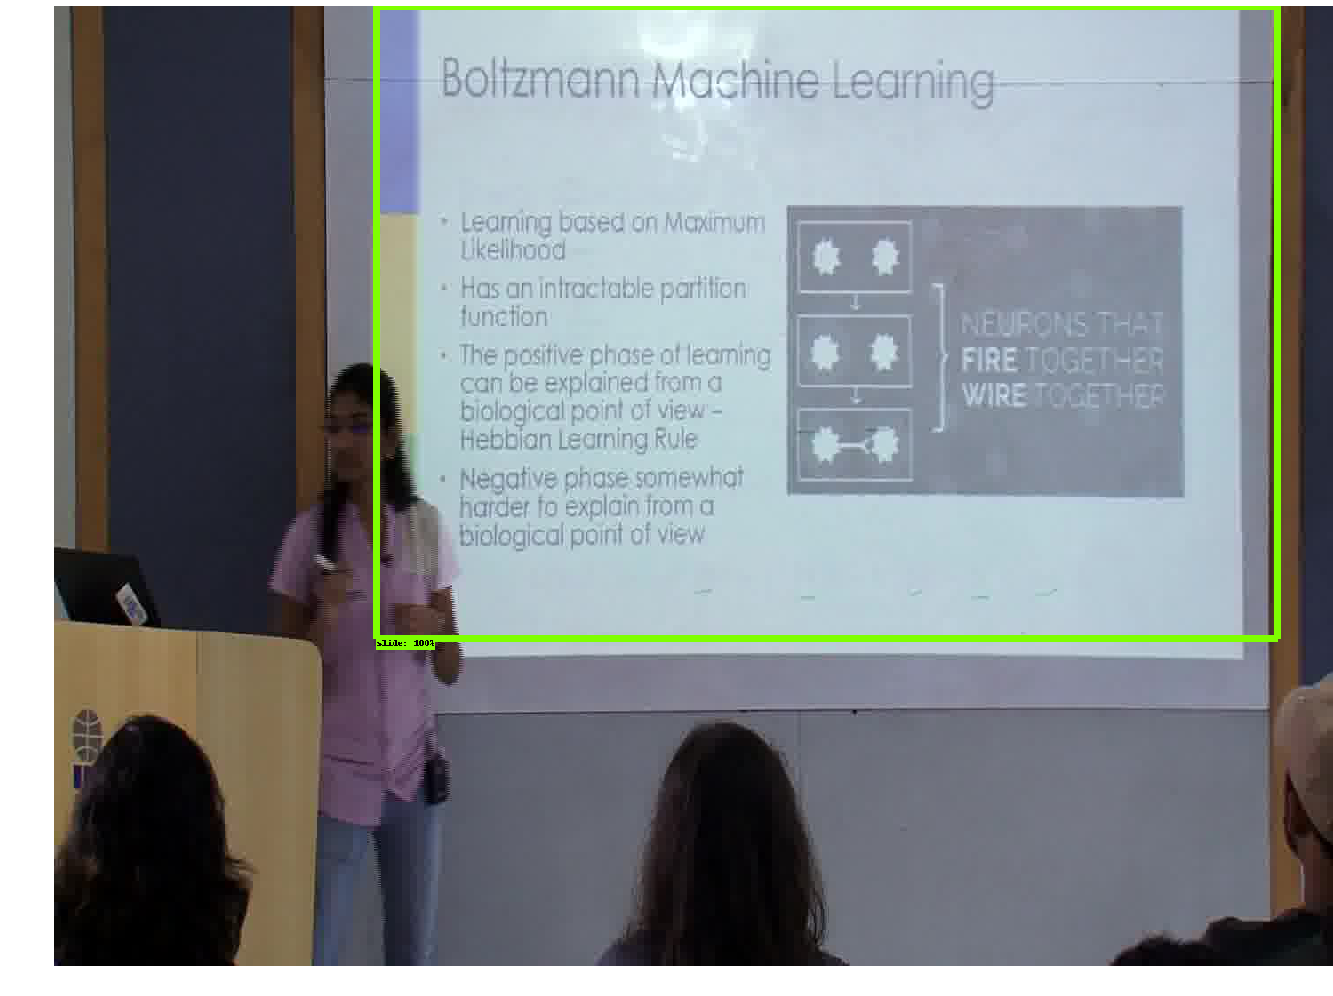 Boltzmann Machine Learning
• Learning based on Maximum
Likelihood
• Has an intractable partition
function
• The positive phase of learning
can be explained from a
biological point of view –
Hebbian Learning Rule
• Negative phase somewhat
harder to explain from a
biological point of view
NEURONS THAT
FIRE TOGETHER
WIRE TOGETHER
slide: 100%